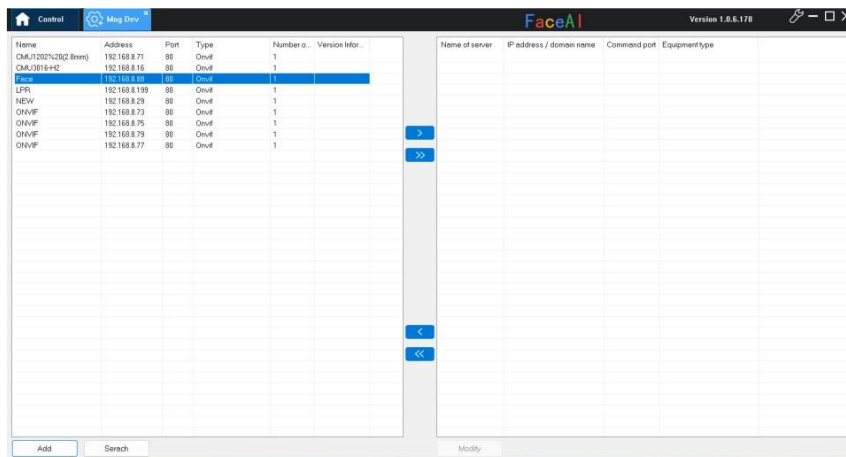 Control Mng Dev FaceAI Version 1.0.6.178
Name Address Port Type Number o... Version Infor...
CMU1202%20(2.8mm) 192.168.8.71 80 Onvif 1
CMU3016-H2 192.168.8.16 80 Onvif 1
Face 192.168.8.88 80 Onvif 1
LPR 192.168.8.199 80 Onvif 1
NEW 192.168.8.29 80 Onvif 1
ONVIF 192.168.8.73 80 Onvif 1
ONVIF 192.168.8.75 80 Onvif 1
ONVIF 192.168.8.79 80 Onvif 1
ONVIF 192.168.8.77 80 Onvif 1
Name of server IP address / domain name Command port Equipment type
>
>>
<
<<
Add Serach Modify